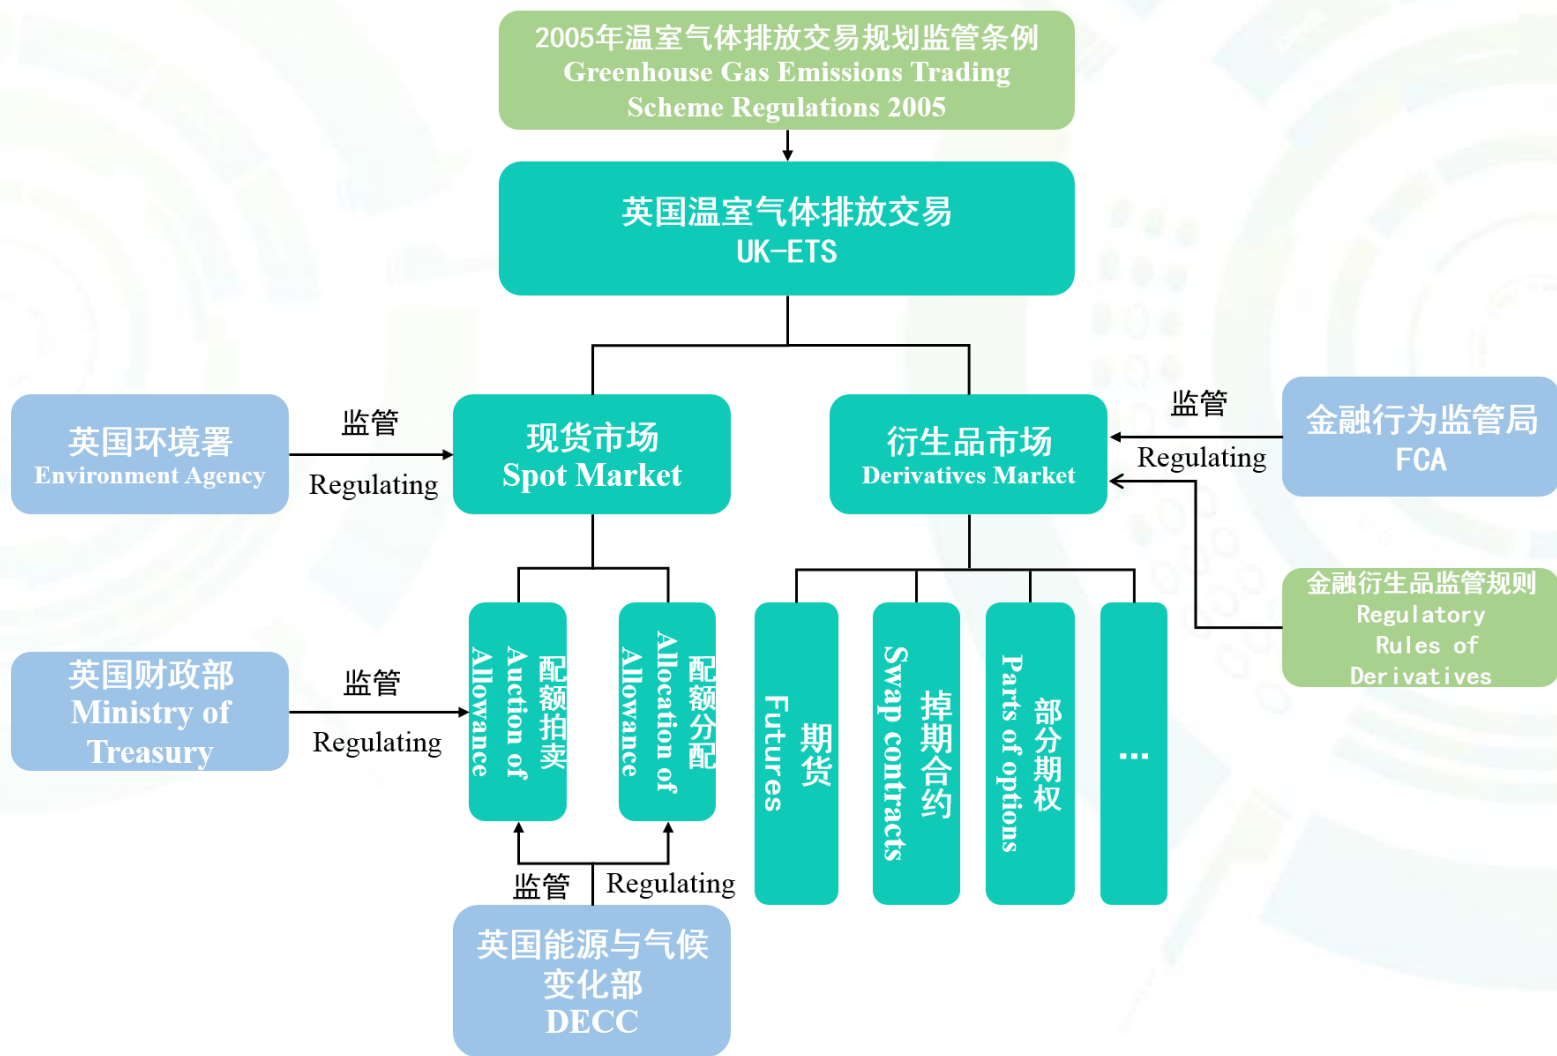 2005年温室气体排放交易规划监管条例
Greenhouse Gas Emissions Trading
Scheme Regulations 2005
英国温室气体排放交易
UK-ETS
英国环境署
Environment Agency
监管
Regulating
现货市场
Spot Market
衍生品市场
Derivatives Market
监管
Regulating
金融行为监管局
FCA
金融衍生品监管规则
Regulatory
Rules of
Derivatives
英国财政部
Ministry of
Treasury
监管
Regulating
配额拍卖
Auction of
Allowance
配额分配
Allocation of
Allowance
期货
Futures
掉期合约
Swap contracts
部分期权
Parts of options
...
监管
Regulating
英国能源与气候
变化部
DECC